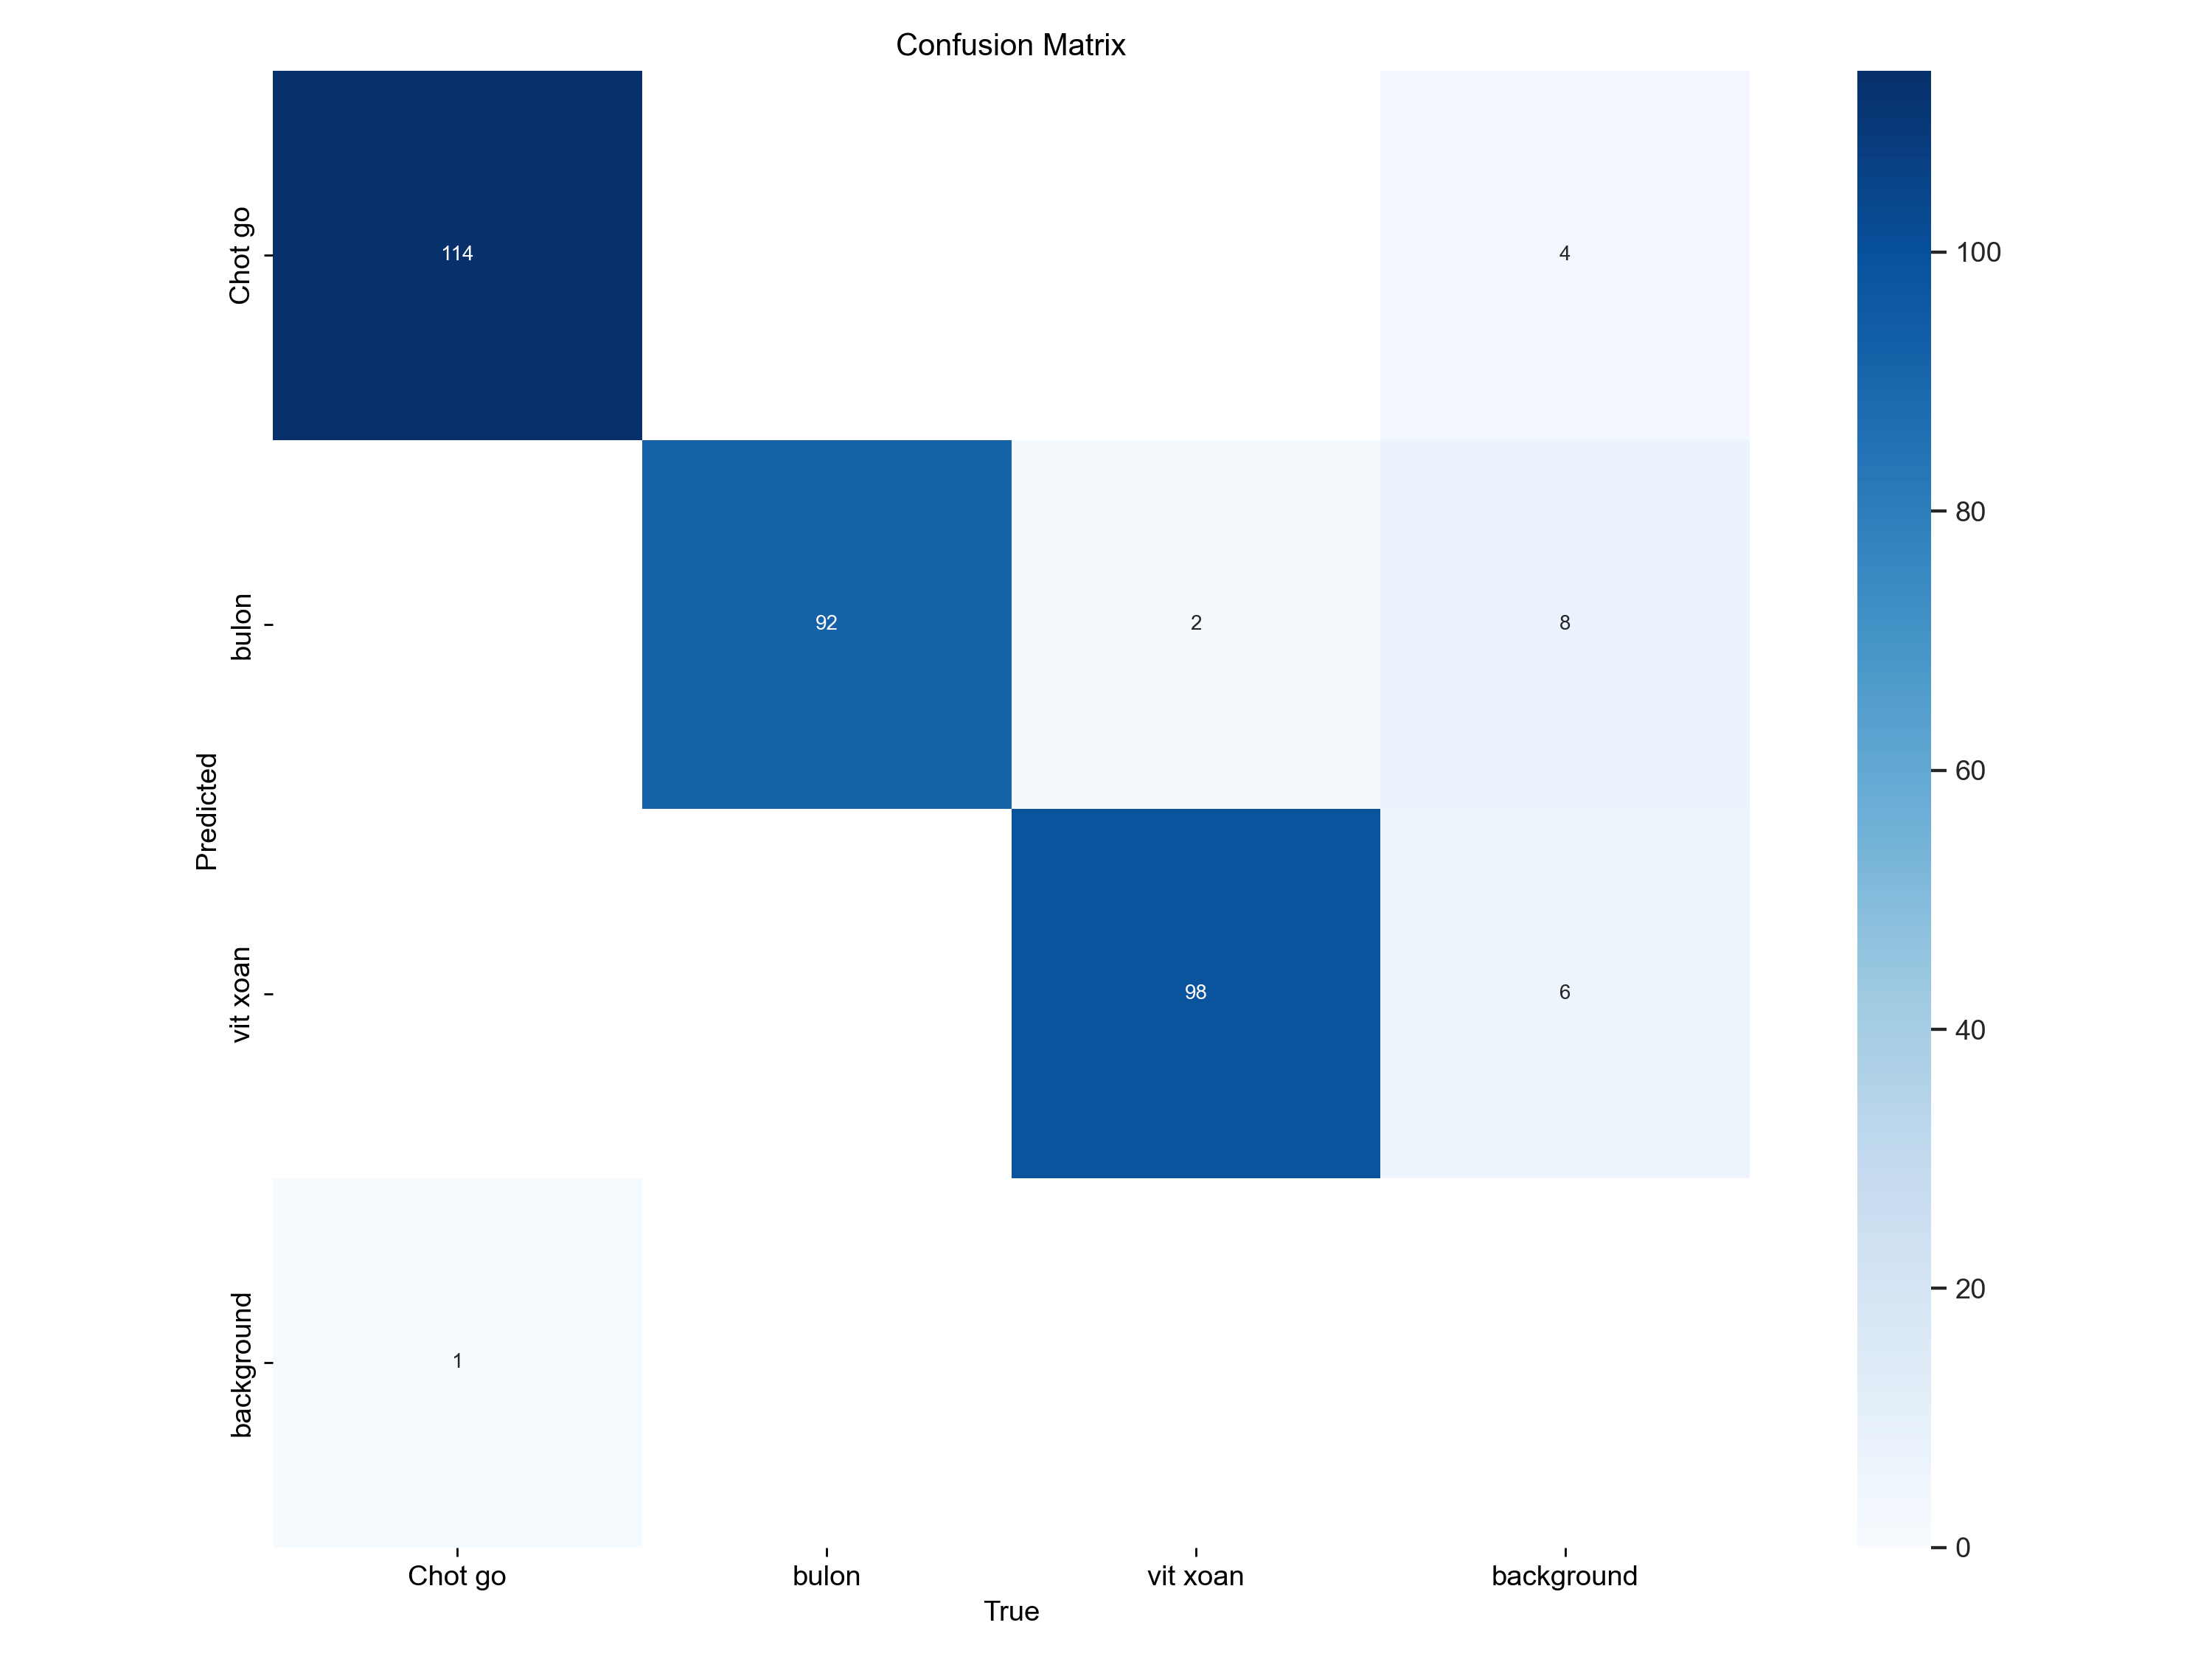 Confusion Matrix
Chot go
114
4
100
80
bulon
92
2
8
Predicted
60
vit xoan
98
6
40
20
background
1
0
Chot go
bulon
vit xoan
background
True